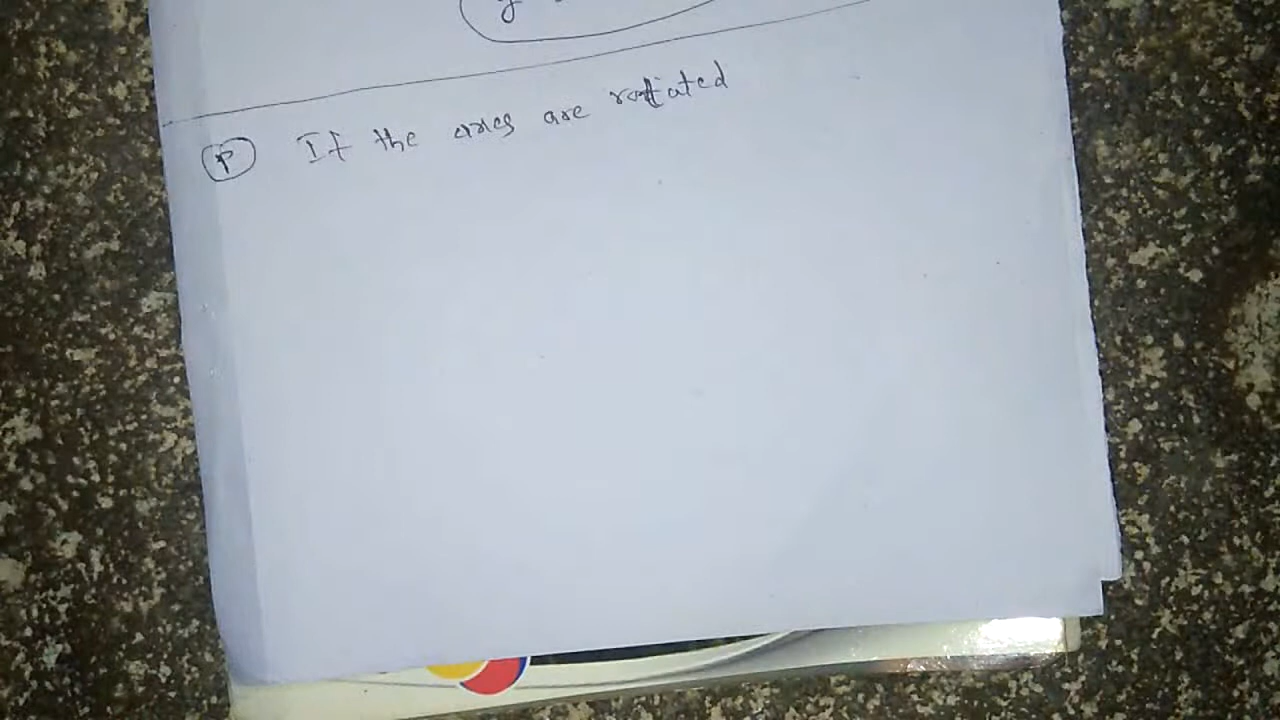 y
P If the axes are rotated